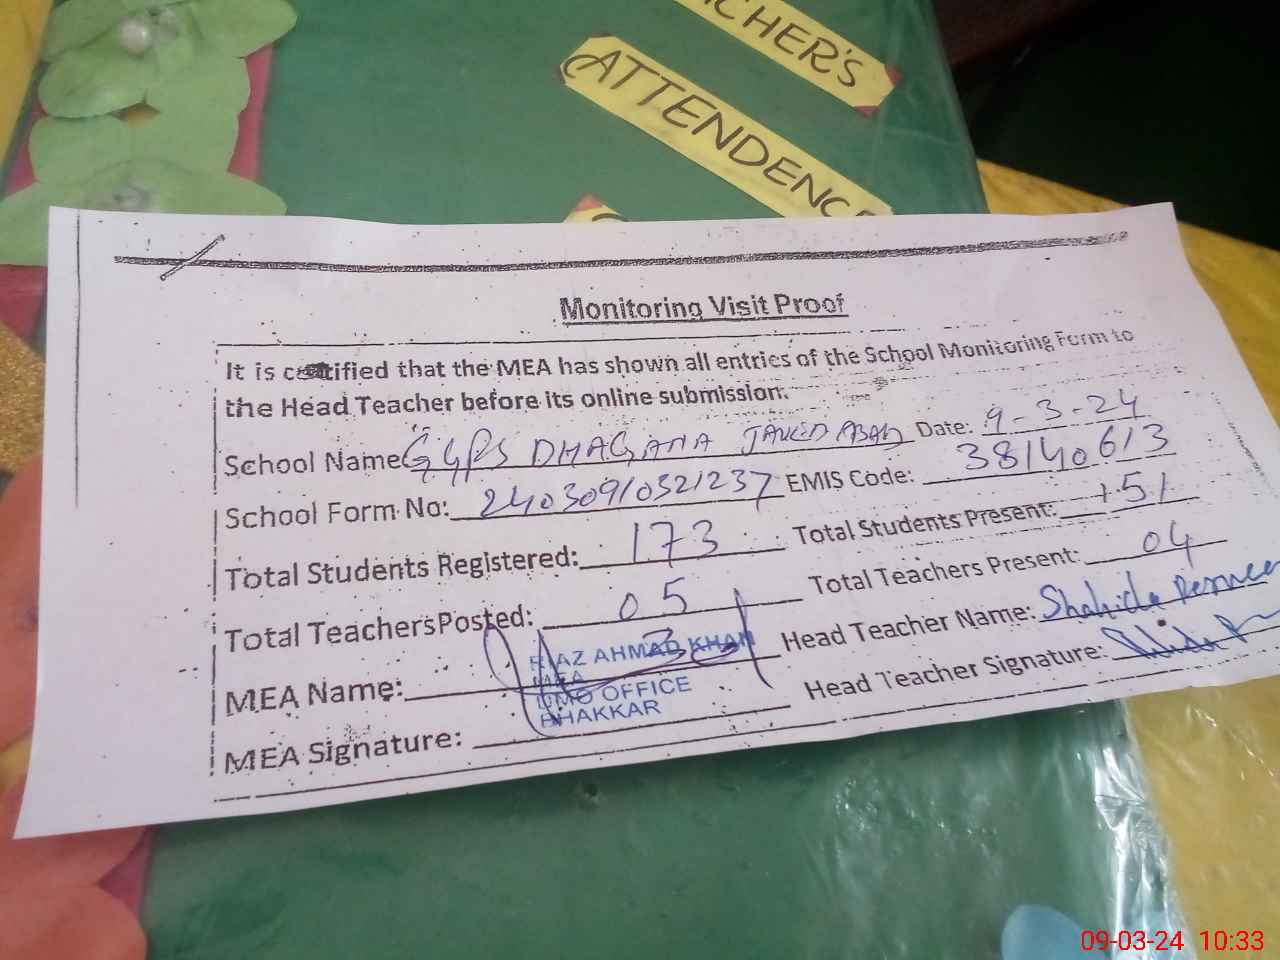 CHER'S
ATTENDENC
Monitoring Visit Proof
It is certified that the MEA has shown all entries of the School Monitoring Form to
the Head Teacher before its online submission.
School Name GGPS DHAGANA JAVED ABAD Date: 9-3-24
School Form No: 24030910321237 EMIS Code: 38140613
Total Students Registered: 173 Total Students Present: 151
Total Teachers Posted: 05 Total Teachers Present: 04
MEA Name: RIAZ AHMAD KHAN Head Teacher Name: Shahida
MEA
DMO OFFICE
BHAKKAR
MEA Signature: Head Teacher Signature:
09-03-24 10:33